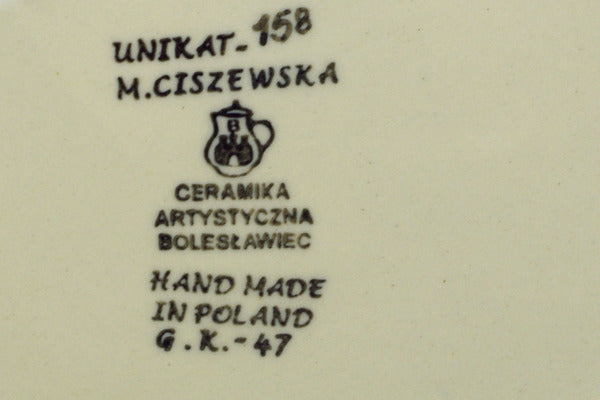 UNIKAT-158
M.CISZEWSKA
B
CERAMIKA
ARTYSTYCZNA
BOLESŁAWIEC
HAND MADE
IN POLAND
G.K.-47